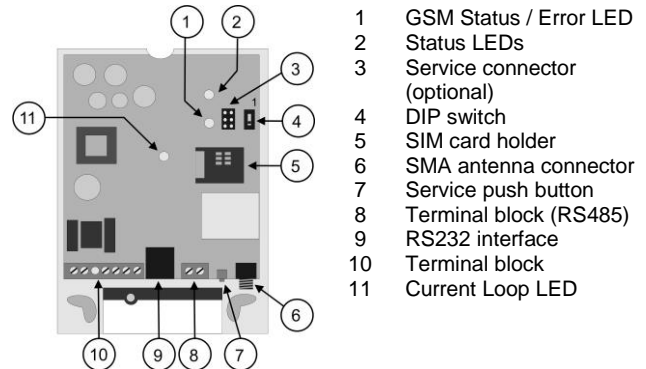 1
2
3
4
5
6
7
8
9
10
11
1
1 GSM Status / Error LED
2 Status LEDs
3 Service connector
(optional)
4 DIP switch
5 SIM card holder
6 SMA antenna connector
7 Service push button
8 Terminal block (RS485)
9 RS232 interface
10 Terminal block
11 Current Loop LED